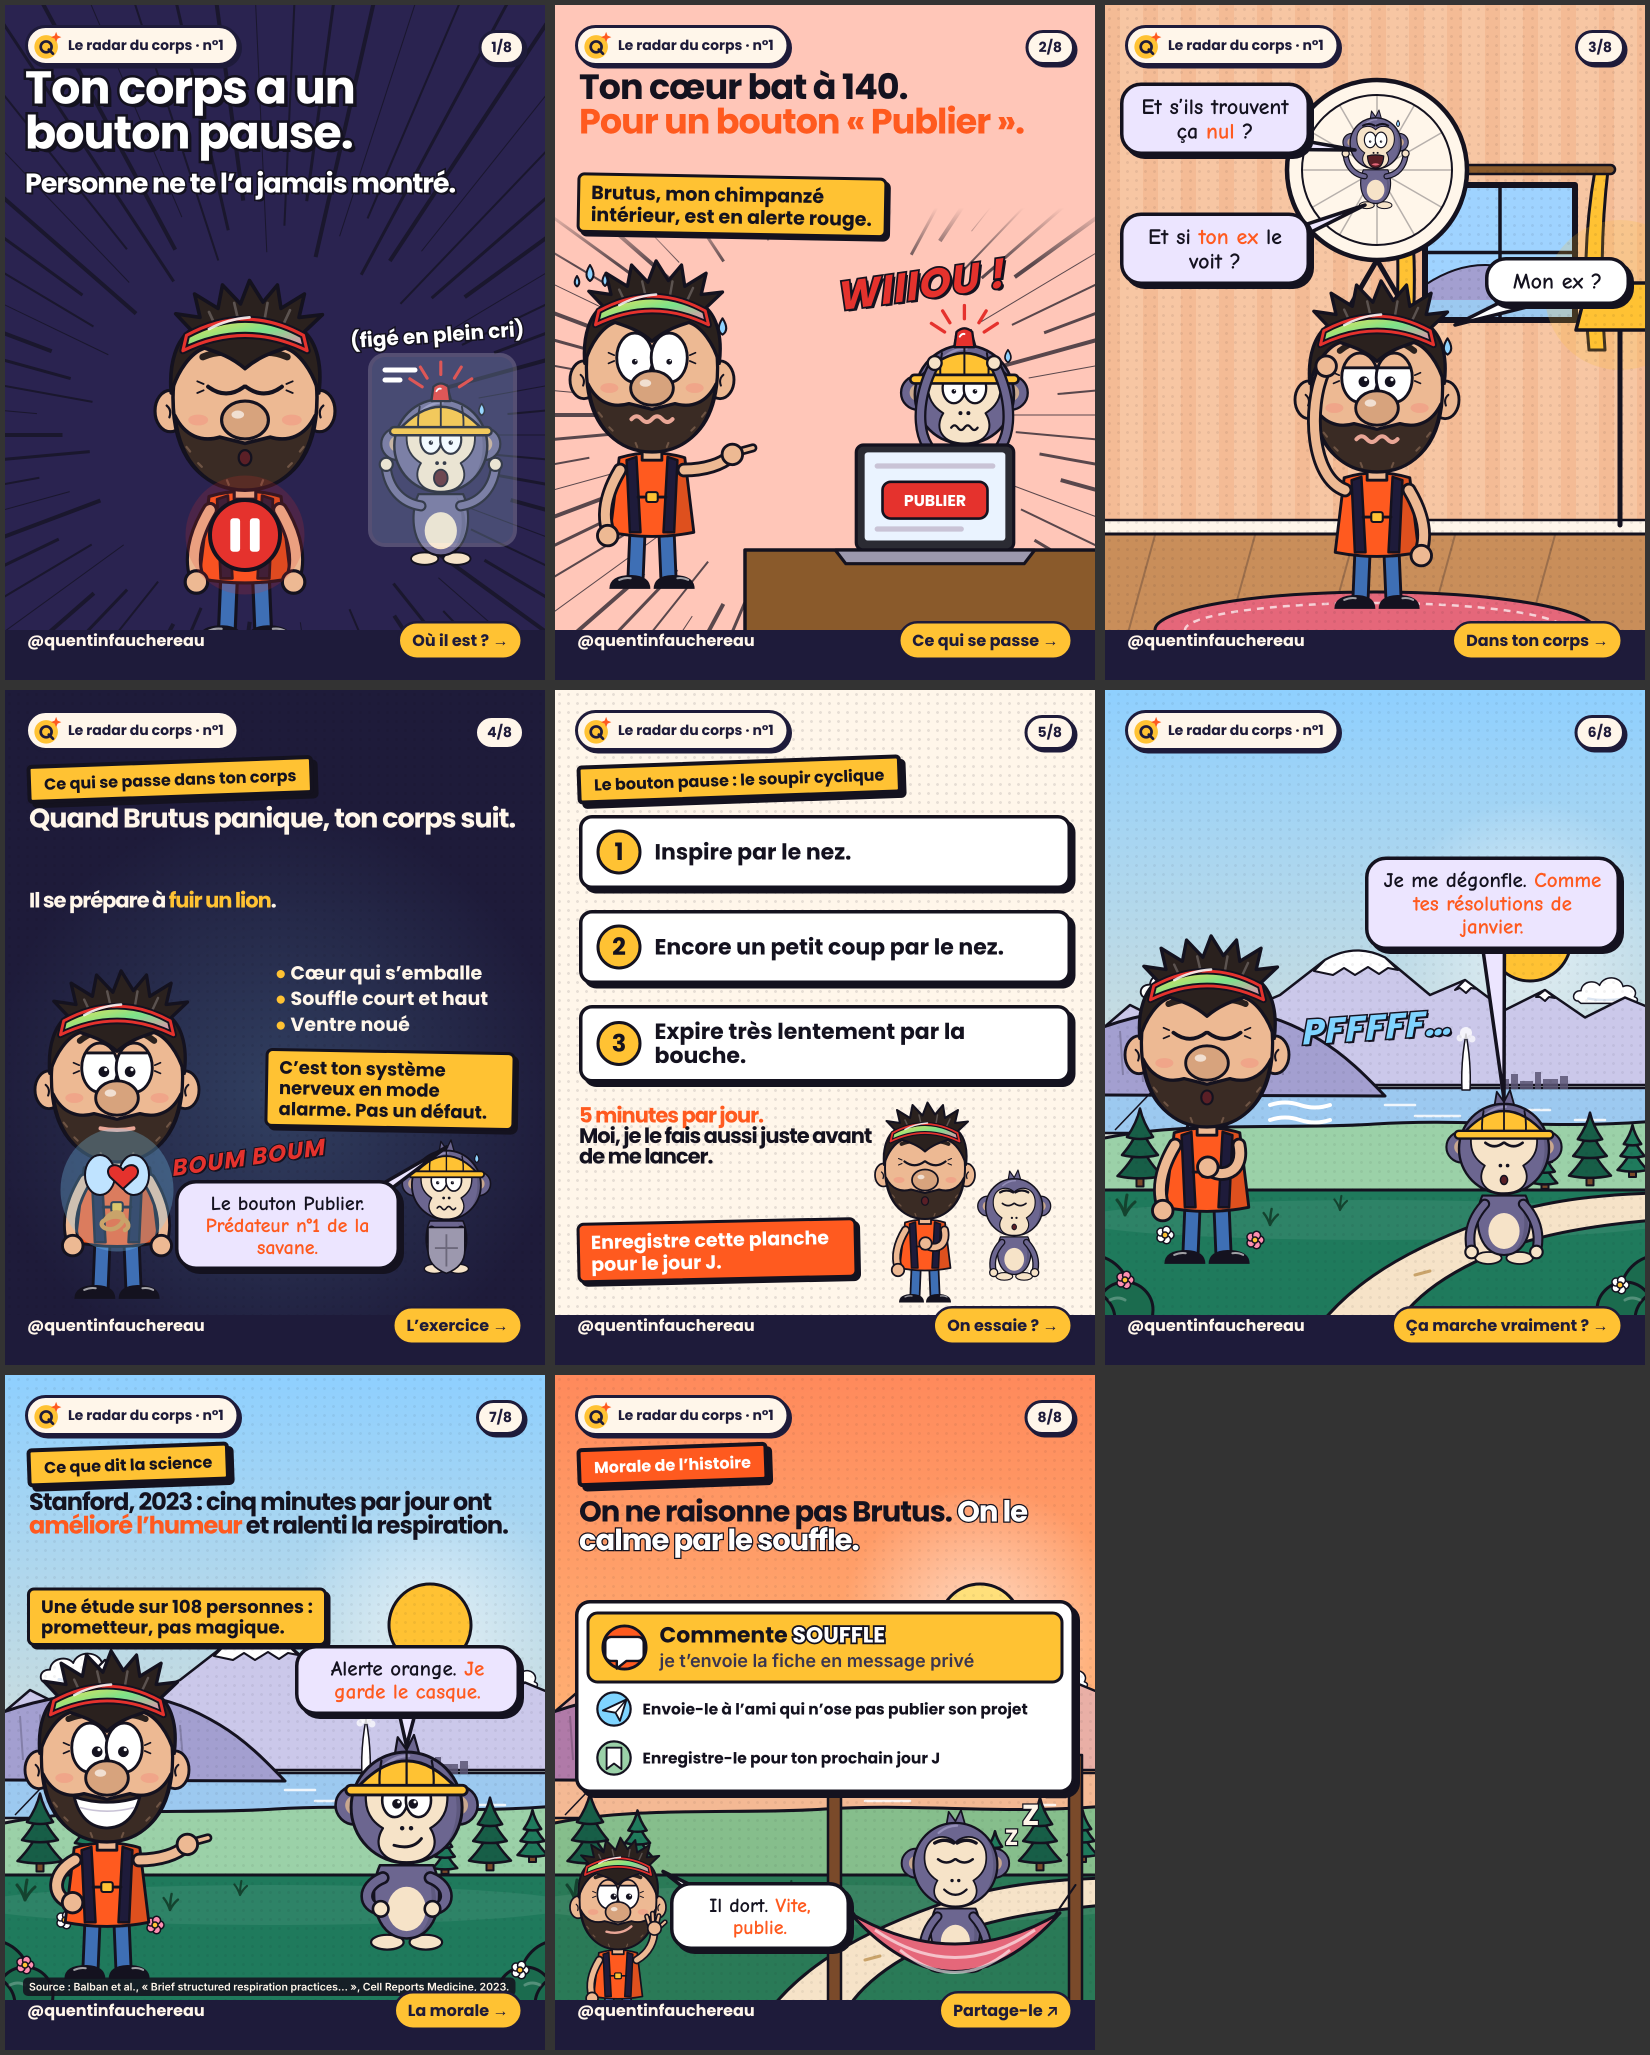 Le radar du corps · n°1
1/8
Ton corps a un
bouton pause.
Personne ne te l’a jamais montré.
(figé en plein cri)
@quentinfauchereau
Où il est ? →
Le radar du corps · n°1
2/8
Ton cœur bat à 140.
Pour un bouton « Publier ».
Brutus, mon chimpanzé
intérieur, est en alerte rouge.
WIIIOU !
PUBLIER
@quentinfauchereau
Ce qui se passe →
Le radar du corps · n°1
3/8
Et s'ils trouvent
ça nul ?
Et si ton ex le
voit ?
Mon ex ?
@quentinfauchereau
Dans ton corps →
Le radar du corps · n°1
4/8
Ce qui se passe dans ton corps
Quand Brutus panique, ton corps suit.
Il se prépare à fuir un lion.
• Cœur qui s’emballe
• Souffle court et haut
• Ventre noué
C’est ton système
nerveux en mode
alarme. Pas un défaut.
BOUM BOUM
Le bouton Publier.
Prédateur n°1 de la
savane.
@quentinfauchereau
L’exercice →
Le radar du corps · n°1
5/8
Le bouton pause : le soupir cyclique
1 Inspire par le nez.
2 Encore un petit coup par le nez.
3 Expire très lentement par la
bouche.
5 minutes par jour.
Moi, je le fais aussi juste avant
de me lancer.
Enregistre cette planche
pour le jour J.
@quentinfauchereau
On essaie ? →
Le radar du corps · n°1
6/8
Je me dégonfle. Comme
tes résolutions de
janvier.
PFFFFF...
@quentinfauchereau
Ça marche vraiment ? →
Le radar du corps · n°1
7/8
Ce que dit la science
Stanford, 2023 : cinq minutes par jour ont
amélioré l’humeur et ralenti la respiration.
Une étude sur 108 personnes :
prometteur, pas magique.
Alerte orange. Je
garde le casque.
Source : Balban et al., « Brief structured respiration practices... », Cell Reports Medicine, 2023.
@quentinfauchereau
La morale →
Le radar du corps · n°1
8/8
Morale de l’histoire
On ne raisonne pas Brutus. On le
calme par le souffle.
Commente SOUFFLE
je t’envoie la fiche en message privé
Envoie-le à l’ami qui n’ose pas publier son projet
Enregistre-le pour ton prochain jour J
z Z
Il dort. Vite,
publie.
@quentinfauchereau
Partage-le ↗